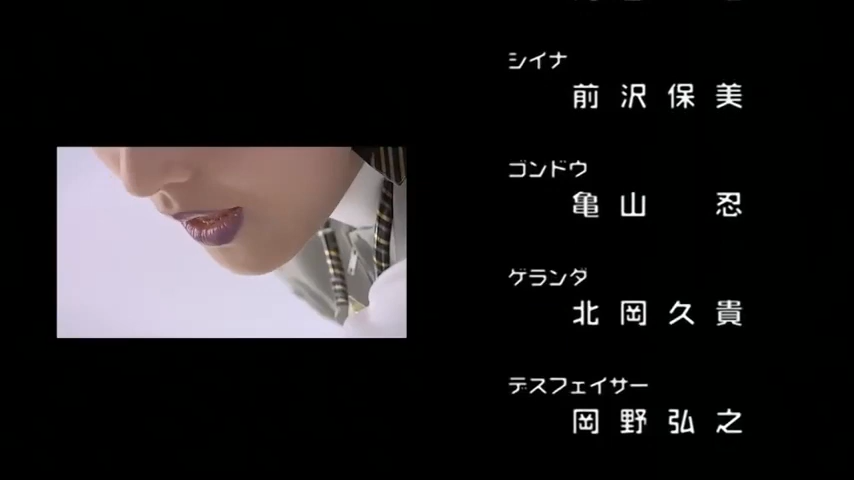 シイナ
前沢保美
ゴンドウ
亀山 忍
ゲランダ
北岡久貴
デスフェイサー
岡野弘之